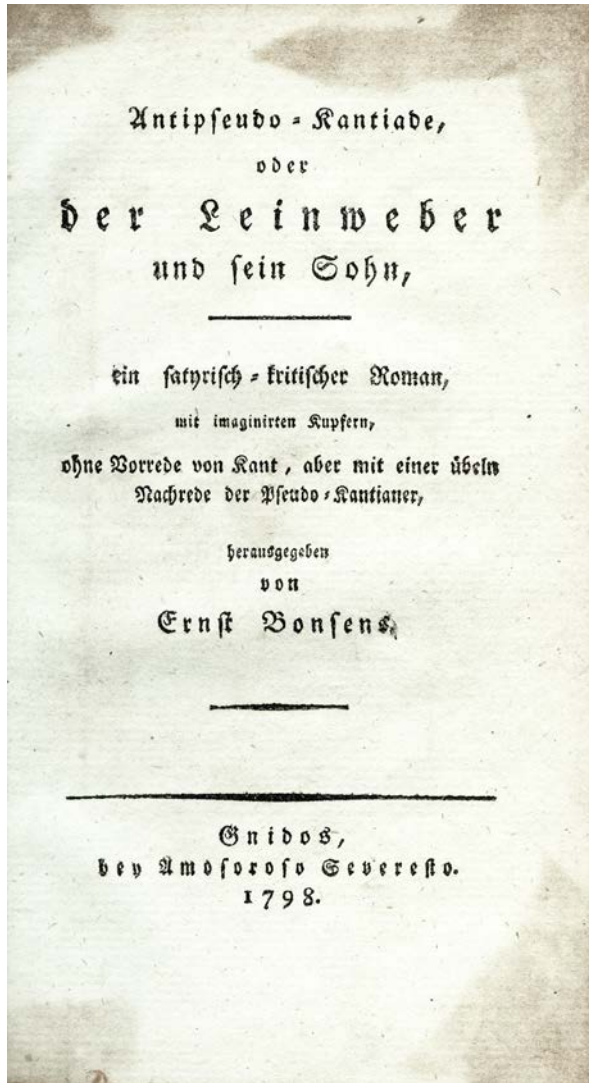 Antipſeudo-Kantiade,
oder
der Leinweber
und ſein Sohn,
ein ſatyriſch-kritiſcher Roman,
mit imaginirten Kupfern,
ohne Vorrede von Kant, aber mit einer übeln
Nachrede der Pſeudo-Kantianer,
herausgegeben
von
Ernſt Bonſens.
Gnidos,
bey Amoſoroſo Severeſto.
1798.